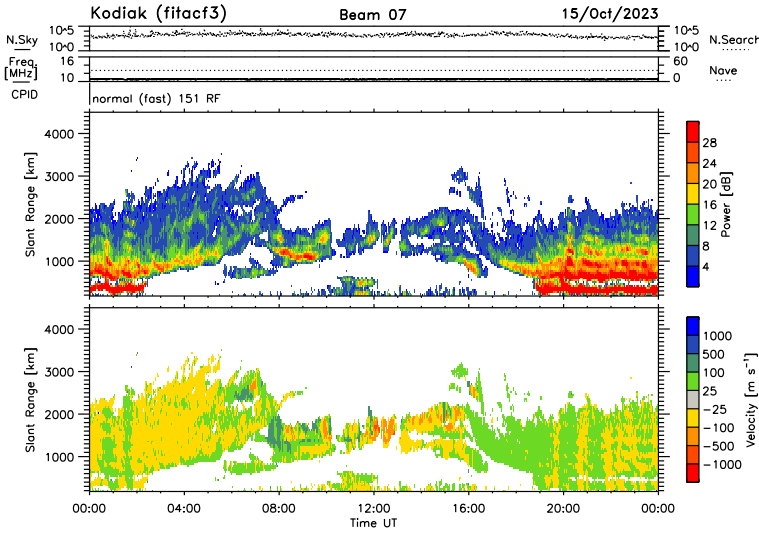 Kodiak (fitacf3) Beam 07 15/Oct/2023
N.Sky 10^5 10^0 10^5 10^0 N.Search
Freq. [MHz] 16 10 60 0 Nave
CPID normal (fast) 151 RF
Slant Range [km]
4000
3000
2000
1000
28
24
20
16
12
8
4
Power [dB]
Slant Range [km]
4000
3000
2000
1000
1000
500
100
25
-25
-100
-500
-1000
Velocity [m s⁻¹]
00:00 04:00 08:00 12:00 16:00 20:00 00:00
Time UT